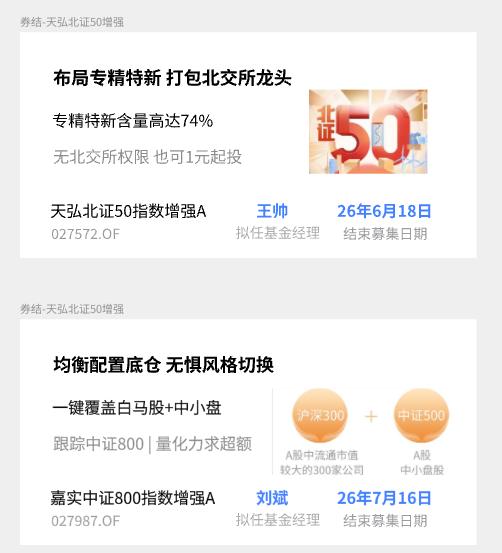 券结-天弘北证50增强
布局专精特新 打包北交所龙头
专精特新含量高达74%
无北交所权限 也可1元起投
北证50
天弘北证50指数增强A
王帅
26年6月18日
027572.OF
拟任基金经理
结束募集日期
券结-天弘北证50增强
均衡配置底仓 无惧风格切换
一键覆盖白马股+中小盘
跟踪中证800 | 量化力求超额
沪深300
+
中证500
A股中流通市值
较大的300家公司
A股
中小盘股
嘉实中证800指数增强A
刘斌
26年7月16日
027987.OF
拟任基金经理
结束募集日期